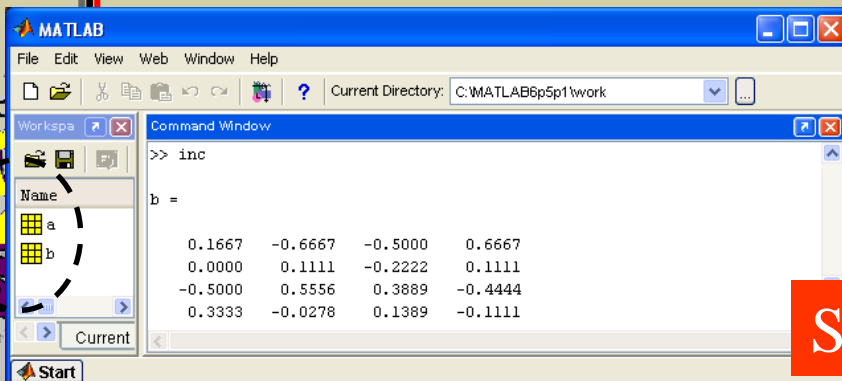 MATLAB
File Edit View Web Window Help
? Current Directory: C:\MATLAB6p5p1\work ...
Workspa
Command Window
>> inc
Name
b =
a
b
0.1667 -0.6667 -0.5000 0.6667
0.0000 0.1111 -0.2222 0.1111
-0.5000 0.5556 0.3889 -0.4444
0.3333 -0.0278 0.1389 -0.1111
Current
S
Start